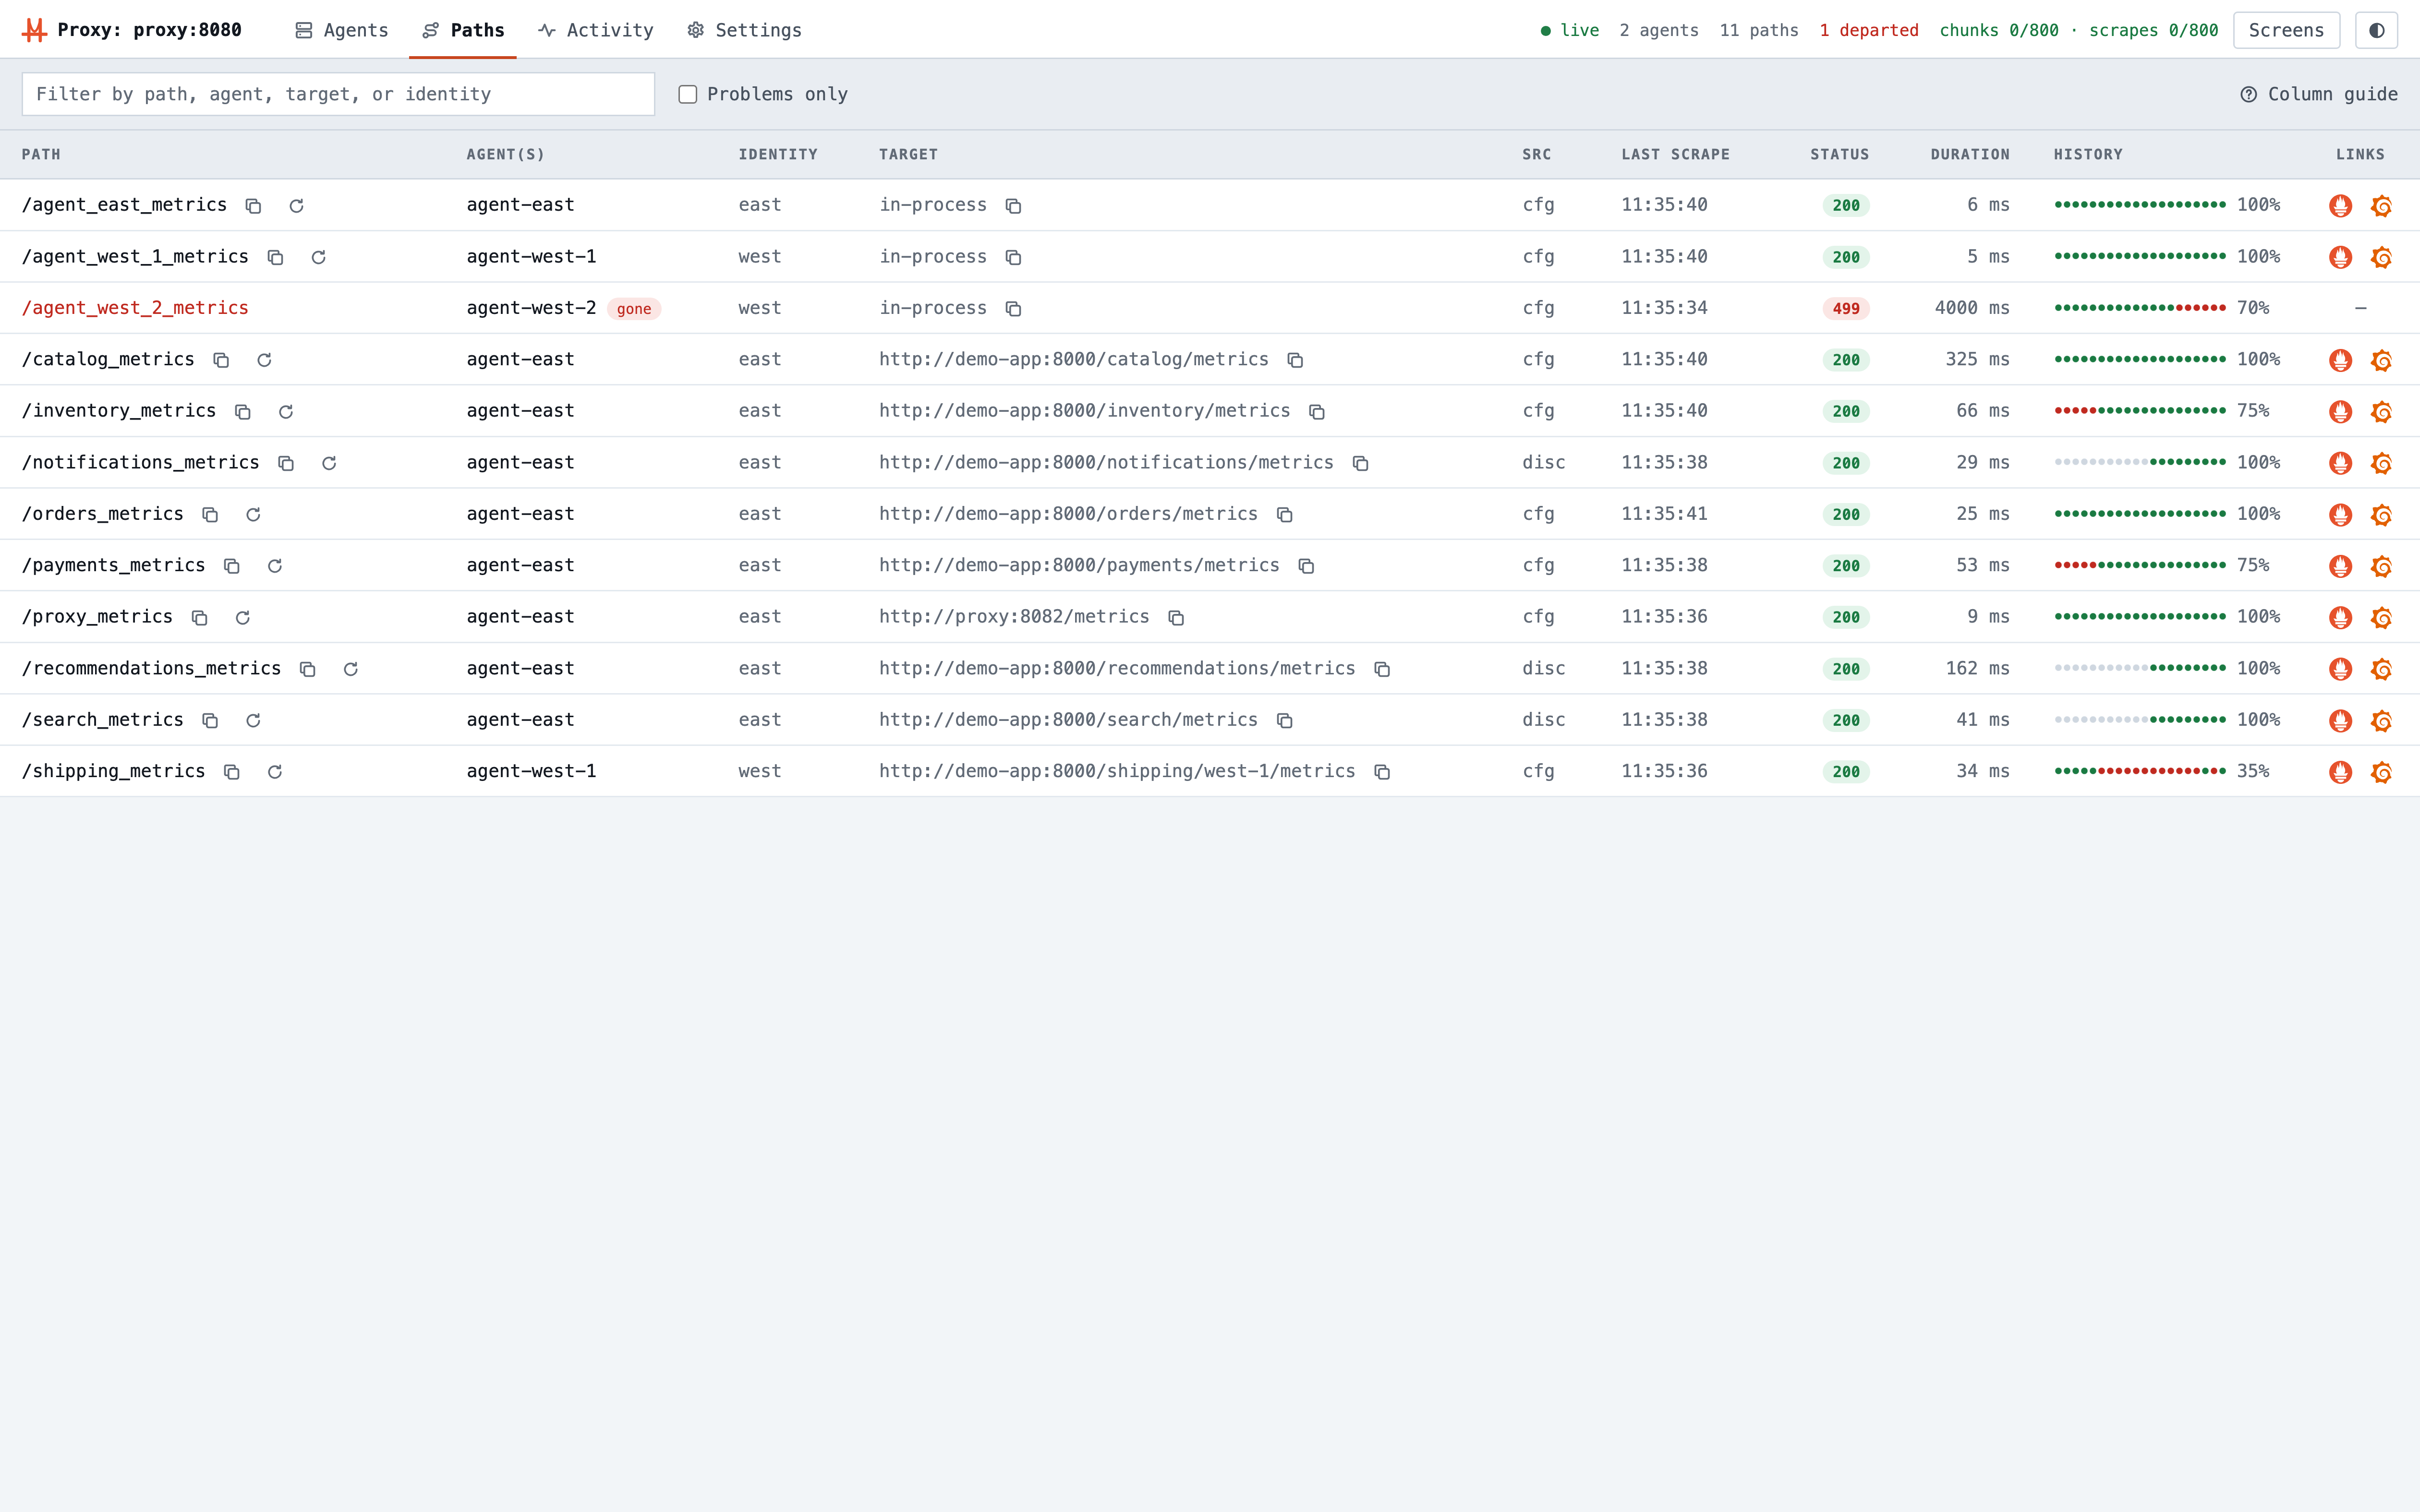 Proxy: proxy:8080 Agents Paths Activity Settings live 2 agents 11 paths 1 departed chunks 0/800 · scrapes 0/800 Screens
Filter by path, agent, target, or identity Problems only Column guide
PATH AGENT(S) IDENTITY TARGET SRC LAST SCRAPE STATUS DURATION HISTORY LINKS
/agent_east_metrics agent-east east in-process cfg 11:35:40 200 6 ms 100%
/agent_west_1_metrics agent-west-1 west in-process cfg 11:35:40 200 5 ms 100%
/agent_west_2_metrics agent-west-2 gone west in-process cfg 11:35:34 499 4000 ms 70% —
/catalog_metrics agent-east east http://demo-app:8000/catalog/metrics cfg 11:35:40 200 325 ms 100%
/inventory_metrics agent-east east http://demo-app:8000/inventory/metrics cfg 11:35:40 200 66 ms 75%
/notifications_metrics agent-east east http://demo-app:8000/notifications/metrics disc 11:35:38 200 29 ms 100%
/orders_metrics agent-east east http://demo-app:8000/orders/metrics cfg 11:35:41 200 25 ms 100%
/payments_metrics agent-east east http://demo-app:8000/payments/metrics cfg 11:35:38 200 53 ms 75%
/proxy_metrics agent-east east http://proxy:8082/metrics cfg 11:35:36 200 9 ms 100%
/recommendations_metrics agent-east east http://demo-app:8000/recommendations/metrics disc 11:35:38 200 162 ms 100%
/search_metrics agent-east east http://demo-app:8000/search/metrics disc 11:35:38 200 41 ms 100%
/shipping_metrics agent-west-1 west http://demo-app:8000/shipping/west-1/metrics cfg 11:35:36 200 34 ms 35%